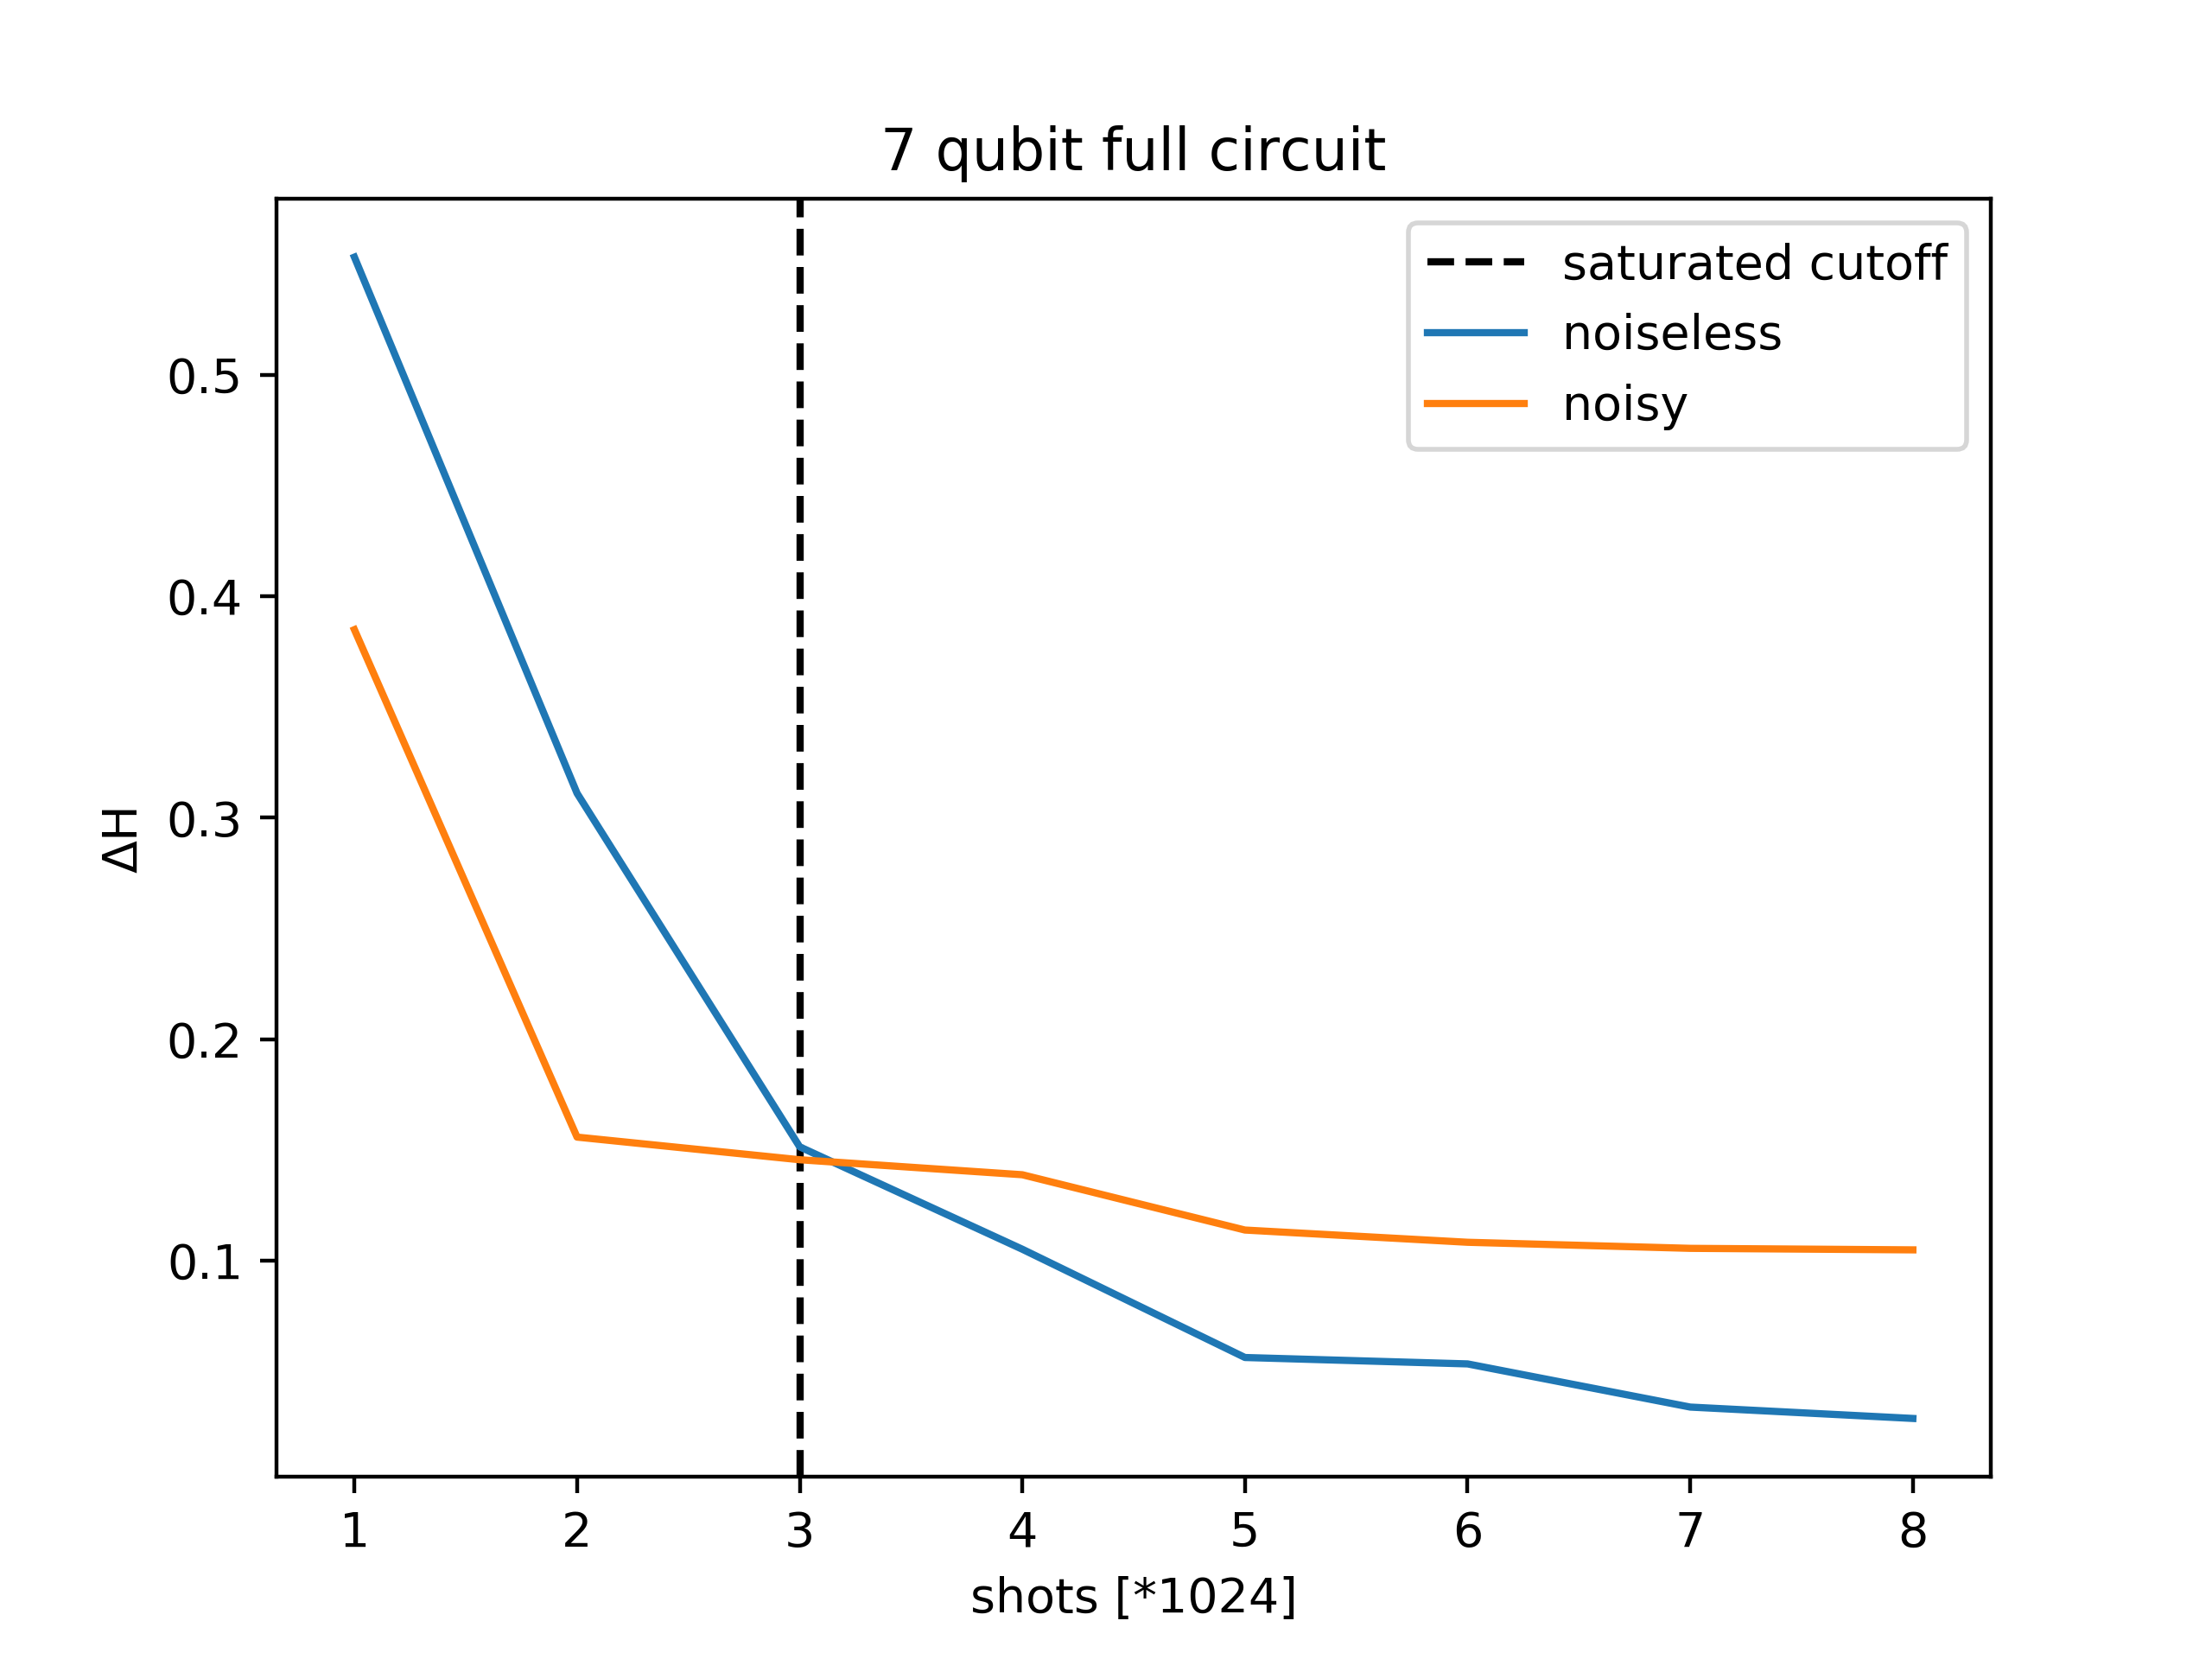 7 qubit full circuit
saturated cutoff
noiseless
noisy
ΔH
0.5
0.4
0.3
0.2
0.1
1 2 3 4 5 6 7 8
shots [*1024]